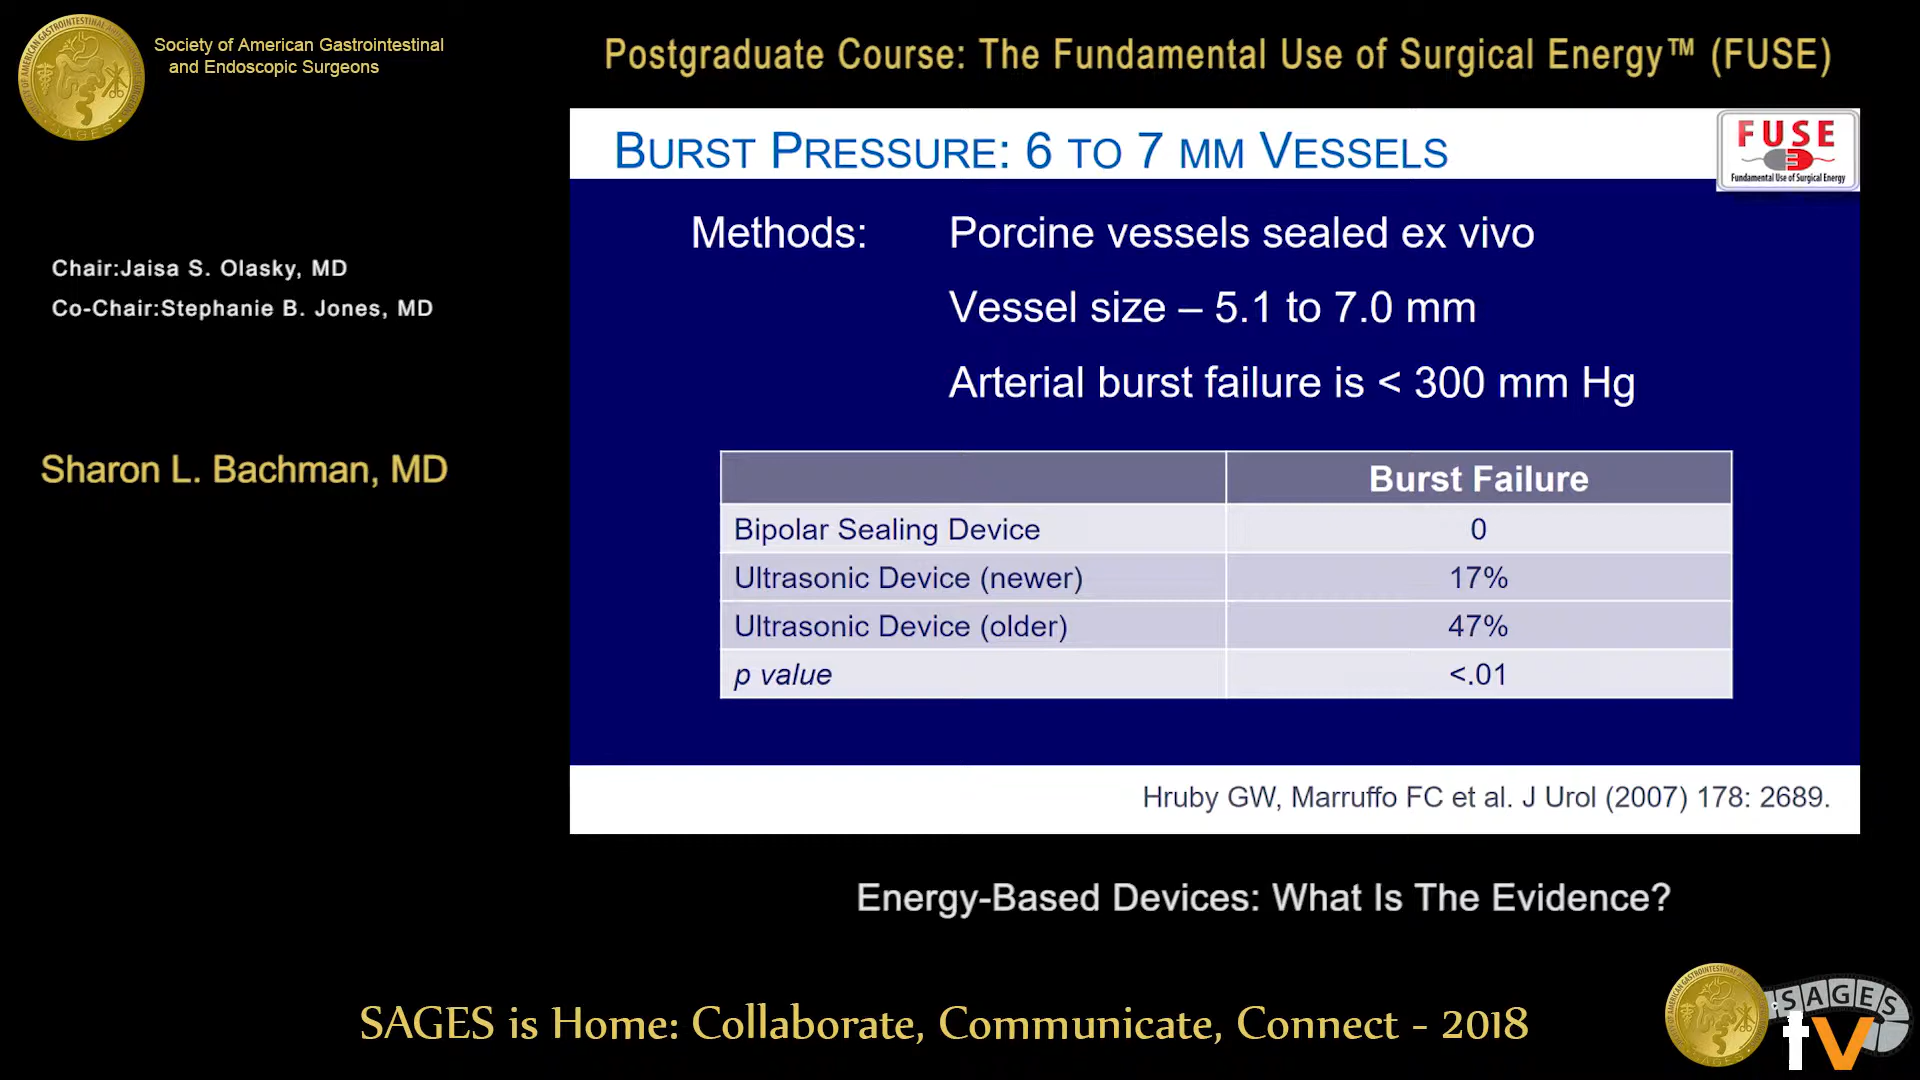 Society of American Gastrointestinal
and Endoscopic Surgeons
Postgraduate Course: The Fundamental Use of Surgical Energy™ (FUSE)
BURST PRESSURE: 6 TO 7 MM VESSELS
FUSE
Fundamental Use of Surgical Energy
Methods: Porcine vessels sealed ex vivo
Vessel size – 5.1 to 7.0 mm
Arterial burst failure is < 300 mm Hg
Chair:Jaisa S. Olasky, MD
Co-Chair:Stephanie B. Jones, MD
Sharon L. Bachman, MD
Burst Failure
Bipolar Sealing Device 0
Ultrasonic Device (newer) 17%
Ultrasonic Device (older) 47%
p value <.01
Hruby GW, Marruffo FC et al. J Urol (2007) 178: 2689.
Energy-Based Devices: What Is The Evidence?
SAGES is Home: Collaborate, Communicate, Connect - 2018
SAGES
tv